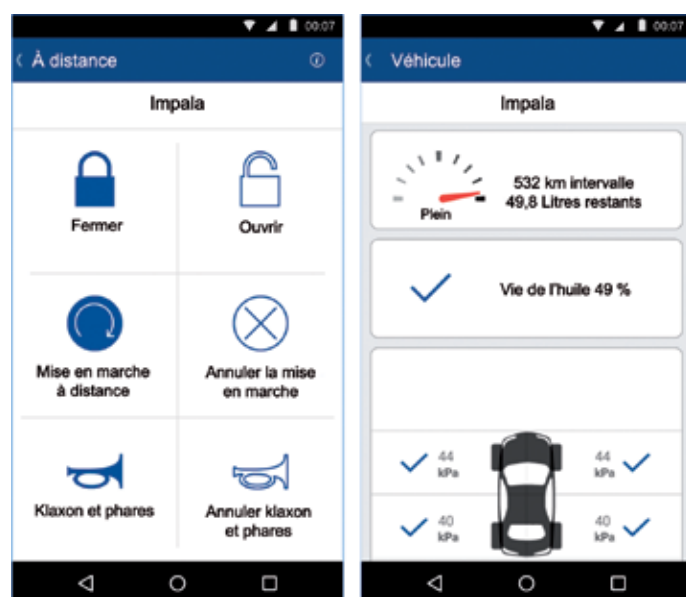 00:07
À distance
Impala
Fermer
Ouvrir
Mise en marche
à distance
Annuler la mise
en marche
Klaxon et phares
Annuler klaxon
et phares
00:07
Véhicule
Impala
532 km intervalle
49,8 Litres restants
Plein
Vie de l'huile 49 %
44
kPa
44
kPa
40
kPa
40
kPa